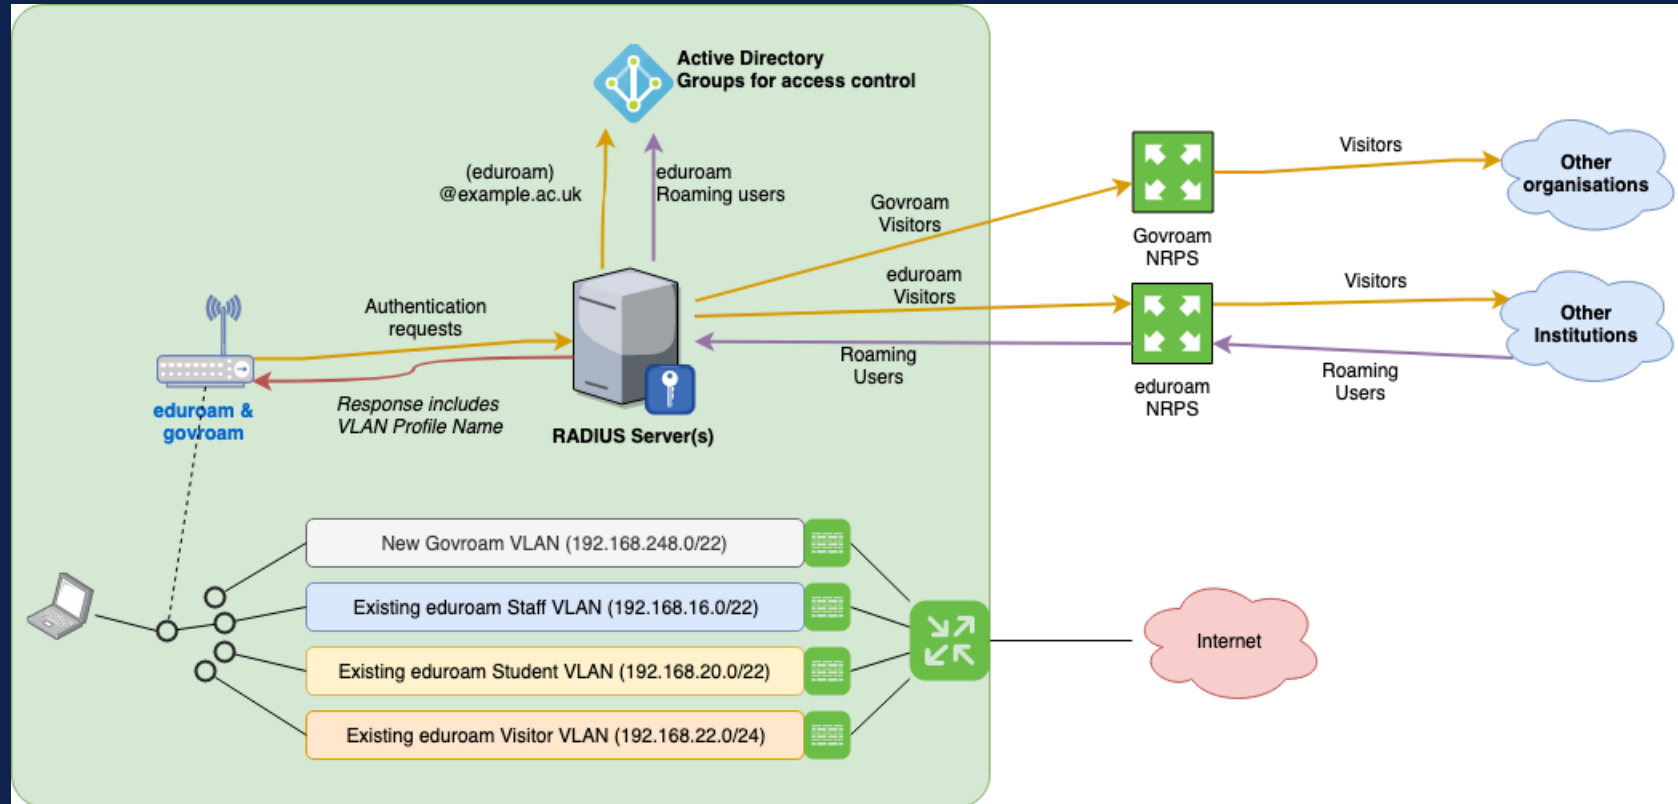 Active Directory
Groups for access control
(eduroam)
@example.ac.uk
eduroam
Roaming users
Govroam
Visitors
Visitors
Other
organisations
Govroam
NRPS
eduroam
Visitors
Visitors
Other
Institutions
Authentication
requests
Roaming
Users
Roaming
Users
eduroam
NRPS
eduroam &
govroam
Response includes
VLAN Profile Name
RADIUS Server(s)
New Govroam VLAN (192.168.248.0/22)
Existing eduroam Staff VLAN (192.168.16.0/22)
Existing eduroam Student VLAN (192.168.20.0/22)
Existing eduroam Visitor VLAN (192.168.22.0/24)
Internet